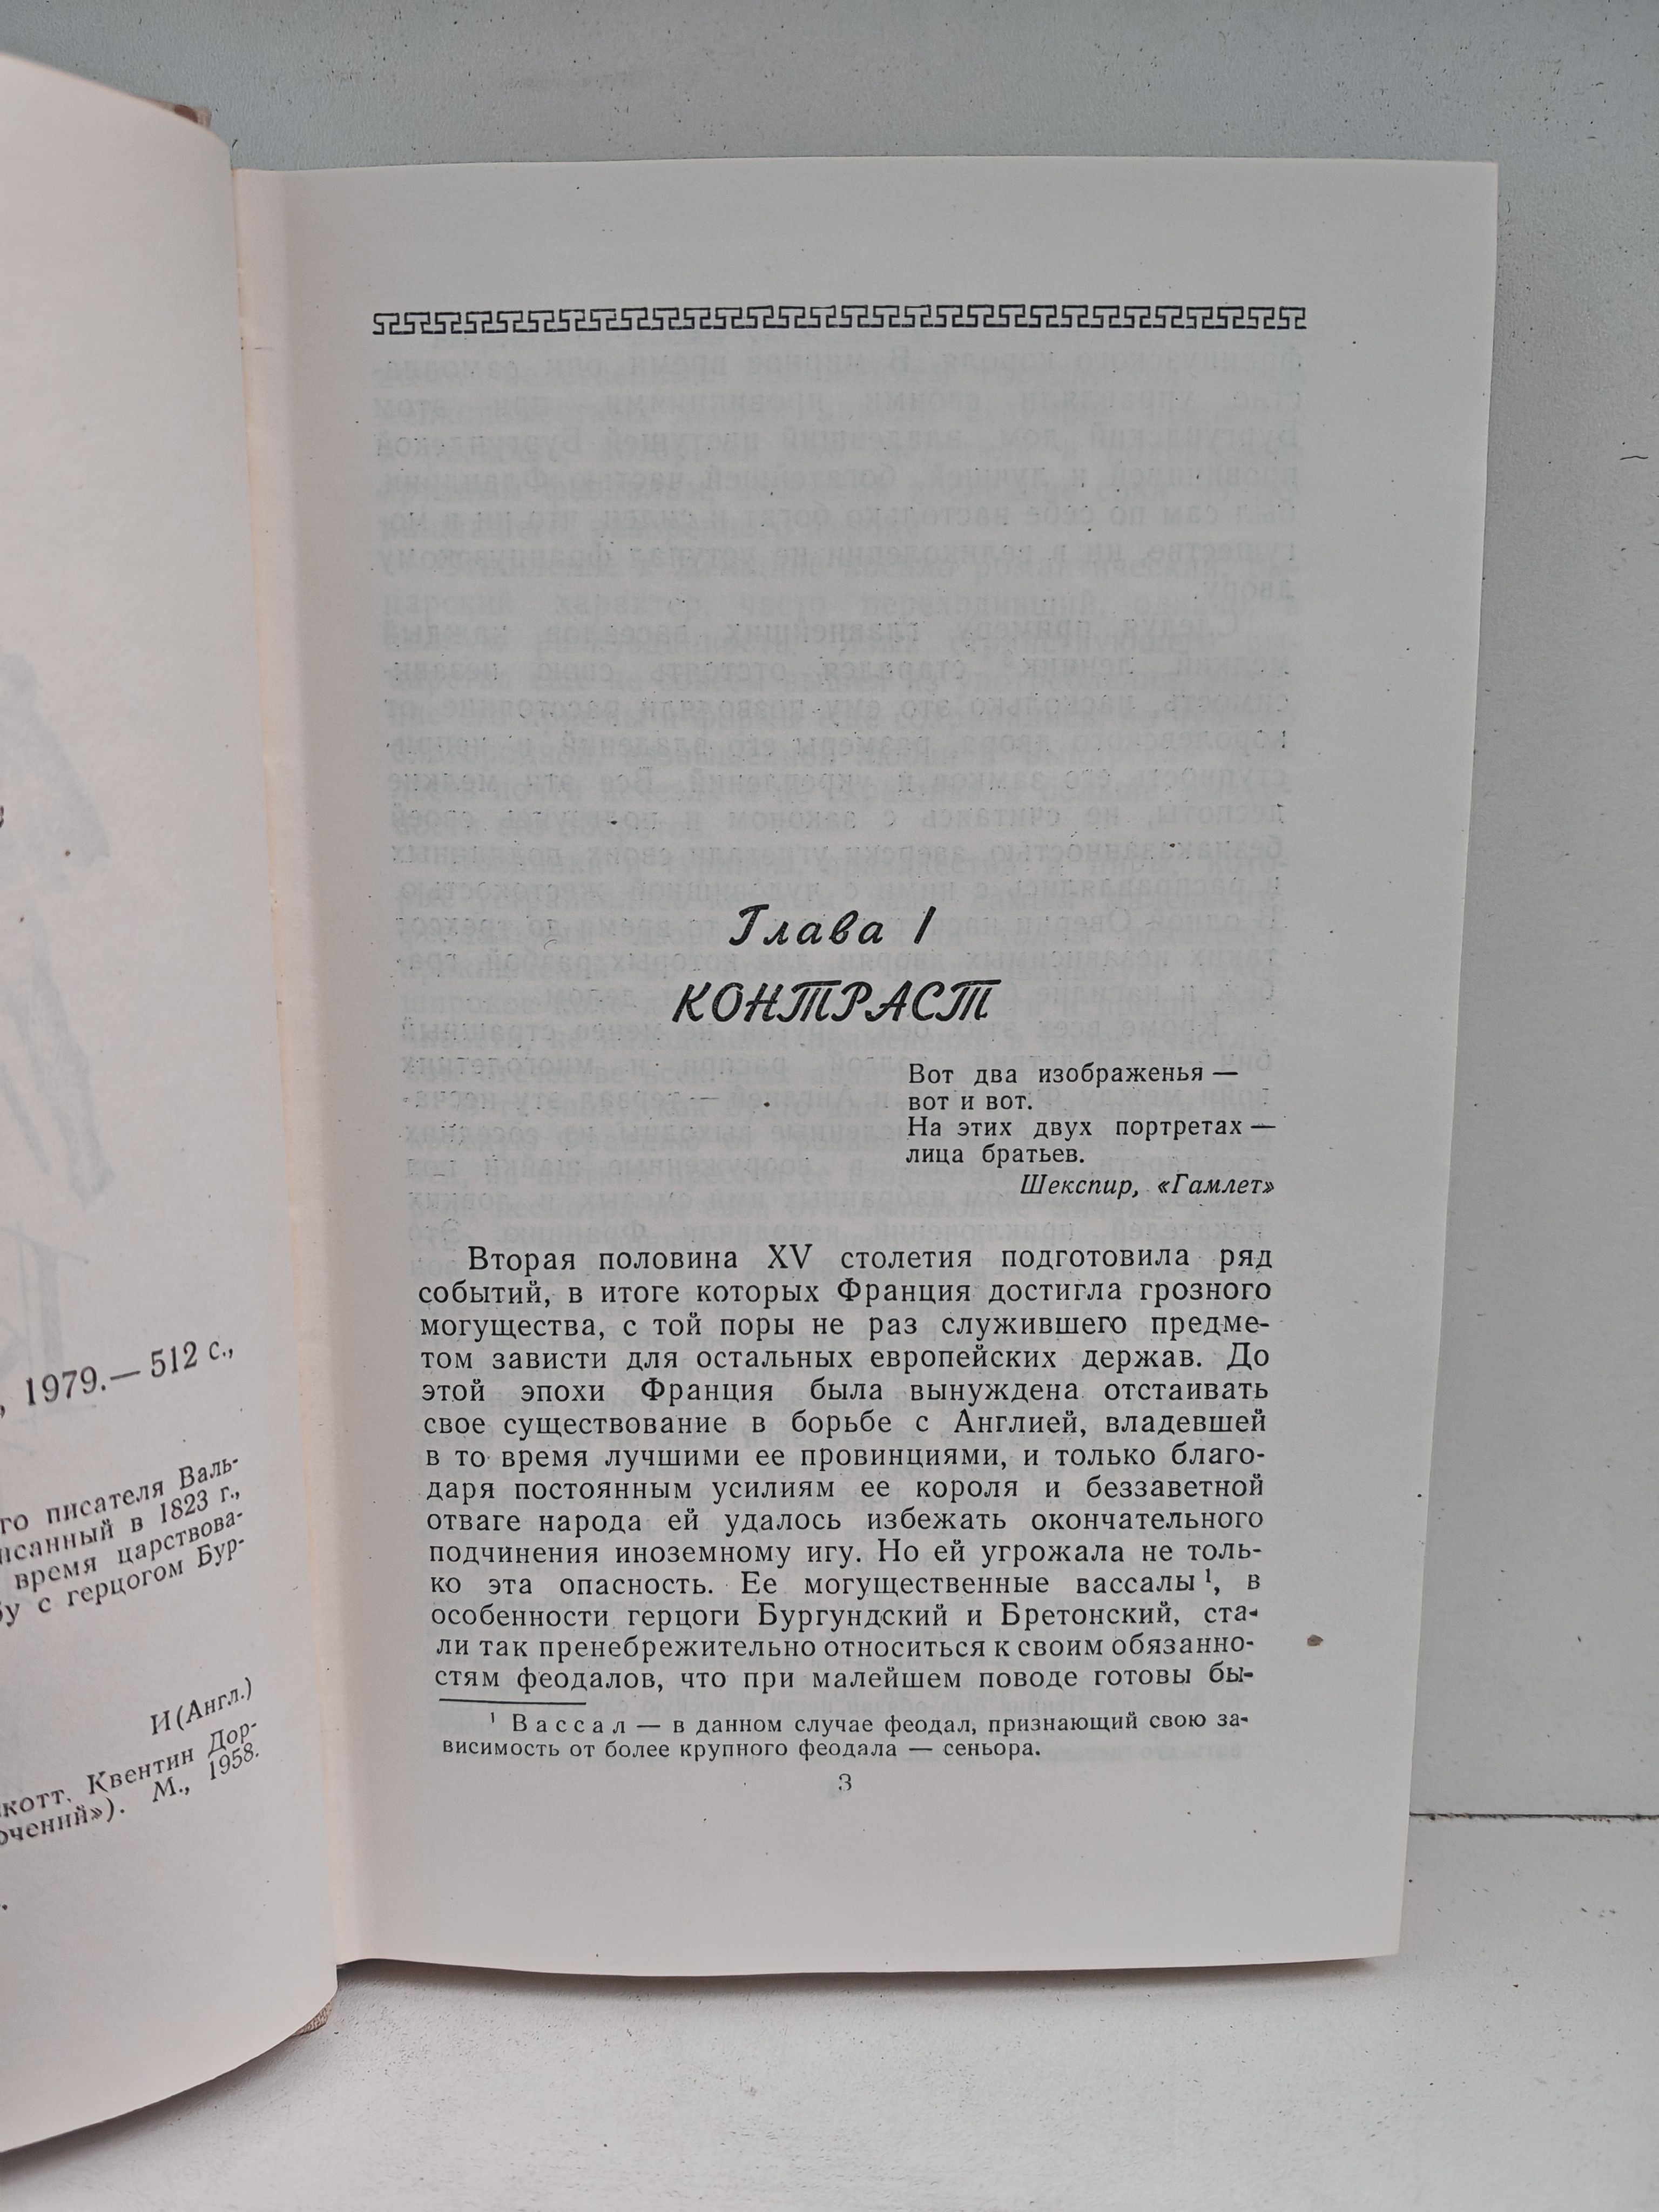 , 1979.— 512 с.,
го писателя Валь-
исанный в 1823 г.,
время царствова-
с герцогом Бур-
И(Англ.)
Квентин Дор-
М., 1958.
Глава I
КОНТРАСТ
Вот два изображенья —
вот и вот.
На этих двух портретах —
лица братьев.
Шекспир, «Гамлет»
Вторая половина XV столетия подготовила ряд
событий, в итоге которых Франция достигла грозного
могущества, с той поры не раз служившего предме-
том зависти для остальных европейских держав. До
этой эпохи Франция была вынуждена отстаивать
свое существование в борьбе с Англией, владевшей
в то время лучшими ее провинциями, и только благо-
даря постоянным усилиям ее короля и беззаветной
отваге народа ей удалось избежать окончательного
подчинения иноземному игу. Но ей угрожала не толь-
ко эта опасность. Ее могущественные вассалы¹, в
особенности герцоги Бургундский и Бретонский, ста-
ли так пренебрежительно относиться к своим обязанно-
стям феодалов, что при малейшем поводе готовы бы-
¹ Вассал — в данном случае феодал, признающий свою за-
висимость от более крупного феодала — сеньора.
3